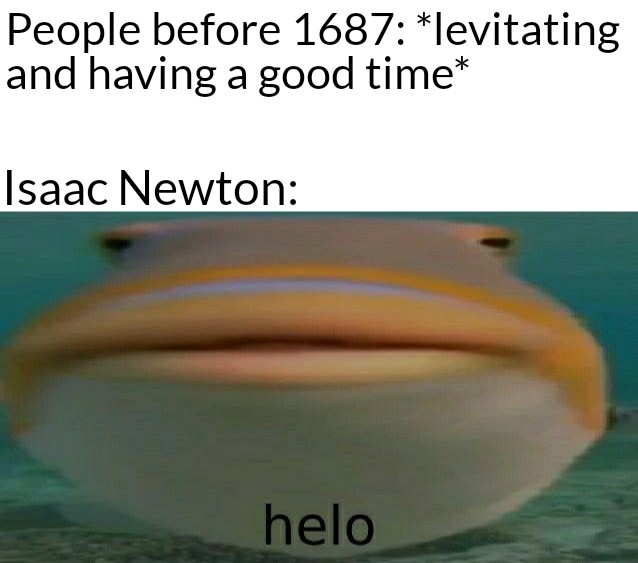 People before 1687: *levitating
and having a good time*
Isaac Newton:
helo